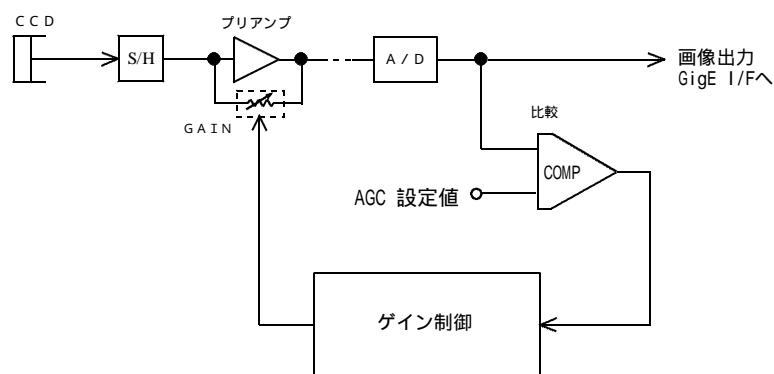 ＣＣＤ
S/H
プリアンプ
ＧＡＩＮ
Ａ/Ｄ
画像出力
GigE I/Fへ
比較
COMP
AGC 設定値
ゲイン制御